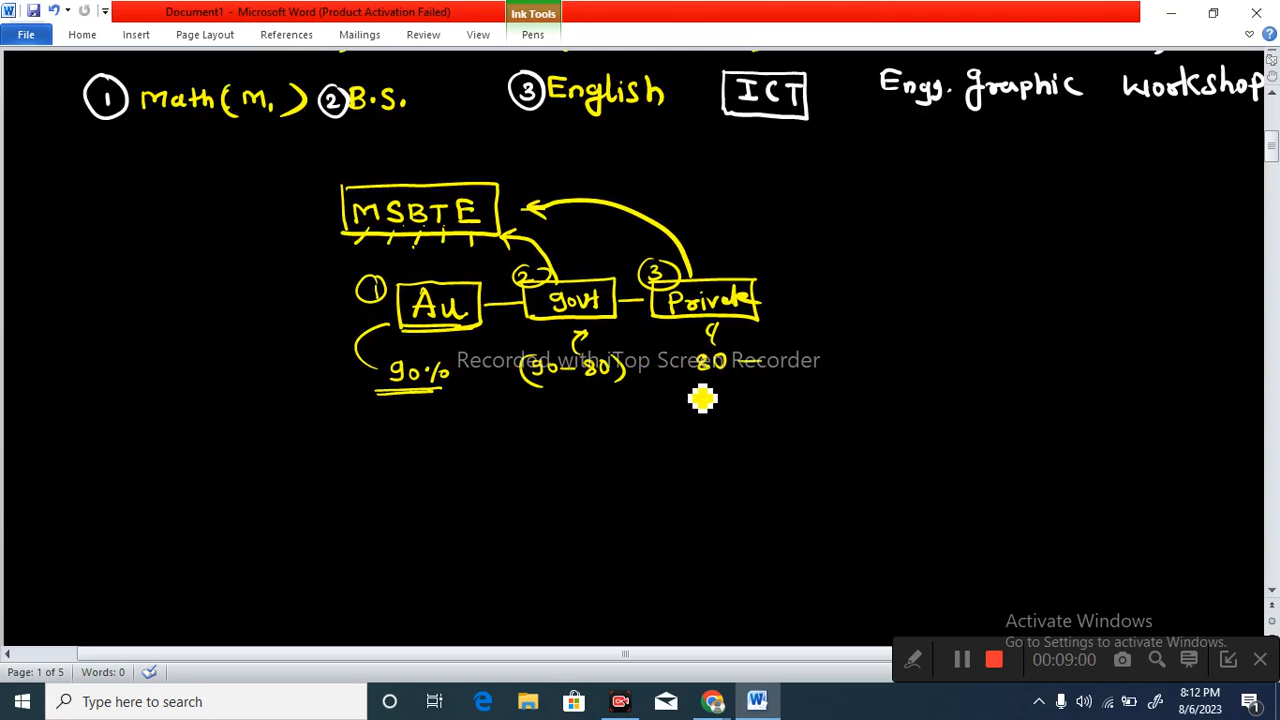 Document1 - Microsoft Word (Product Activation Failed)
Ink Tools
File Home Insert Page Layout References Mailings Review View Pens
① Math(M₁) ② B.S. ③ English ICT Engg. graphic workshop
MSBTE
① Au ② govt ③ Private
90% (90-80) 80 —
Recorded with iTop Screen Recorder
Activate Windows
Go to Settings to activate Windows.
00:09:00
Page: 1 of 5 Words: 0
Type here to search
8:12 PM
8/6/2023